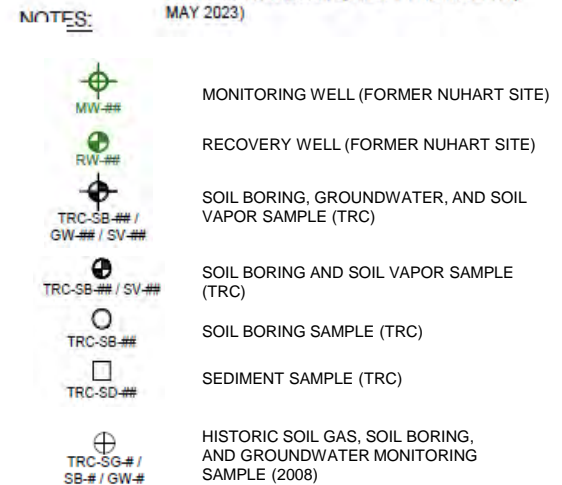 NOTES:
MAY 2023)
MW-##
MONITORING WELL (FORMER NUHART SITE)
RW-##
RECOVERY WELL (FORMER NUHART SITE)
TRC-SB-## /
GW-## / SV-##
SOIL BORING, GROUNDWATER, AND SOIL
VAPOR SAMPLE (TRC)
TRC-SB-## / SV-##
SOIL BORING AND SOIL VAPOR SAMPLE
(TRC)
TRC-SB-##
SOIL BORING SAMPLE (TRC)
TRC-SD-##
SEDIMENT SAMPLE (TRC)
TRC-SG-# /
SB-# / GW-#
HISTORIC SOIL GAS, SOIL BORING,
AND GROUNDWATER MONITORING
SAMPLE (2008)